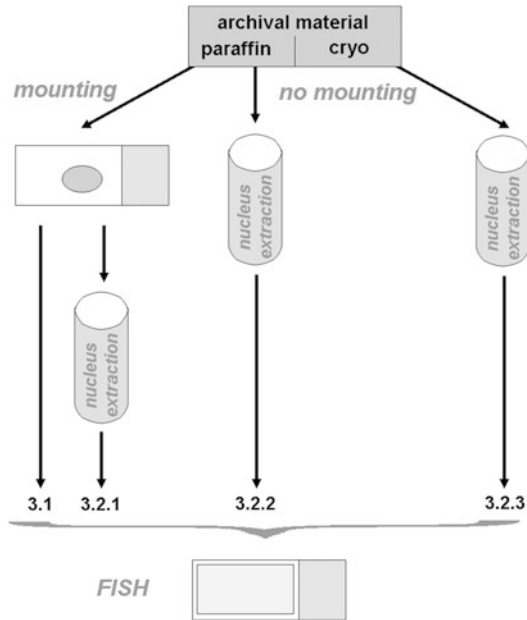 archival material
paraffin cryo
mounting
no mounting
nucleus
extraction
nucleus
extraction
nucleus
extraction
3.1 3.2.1 3.2.2 3.2.3
FISH